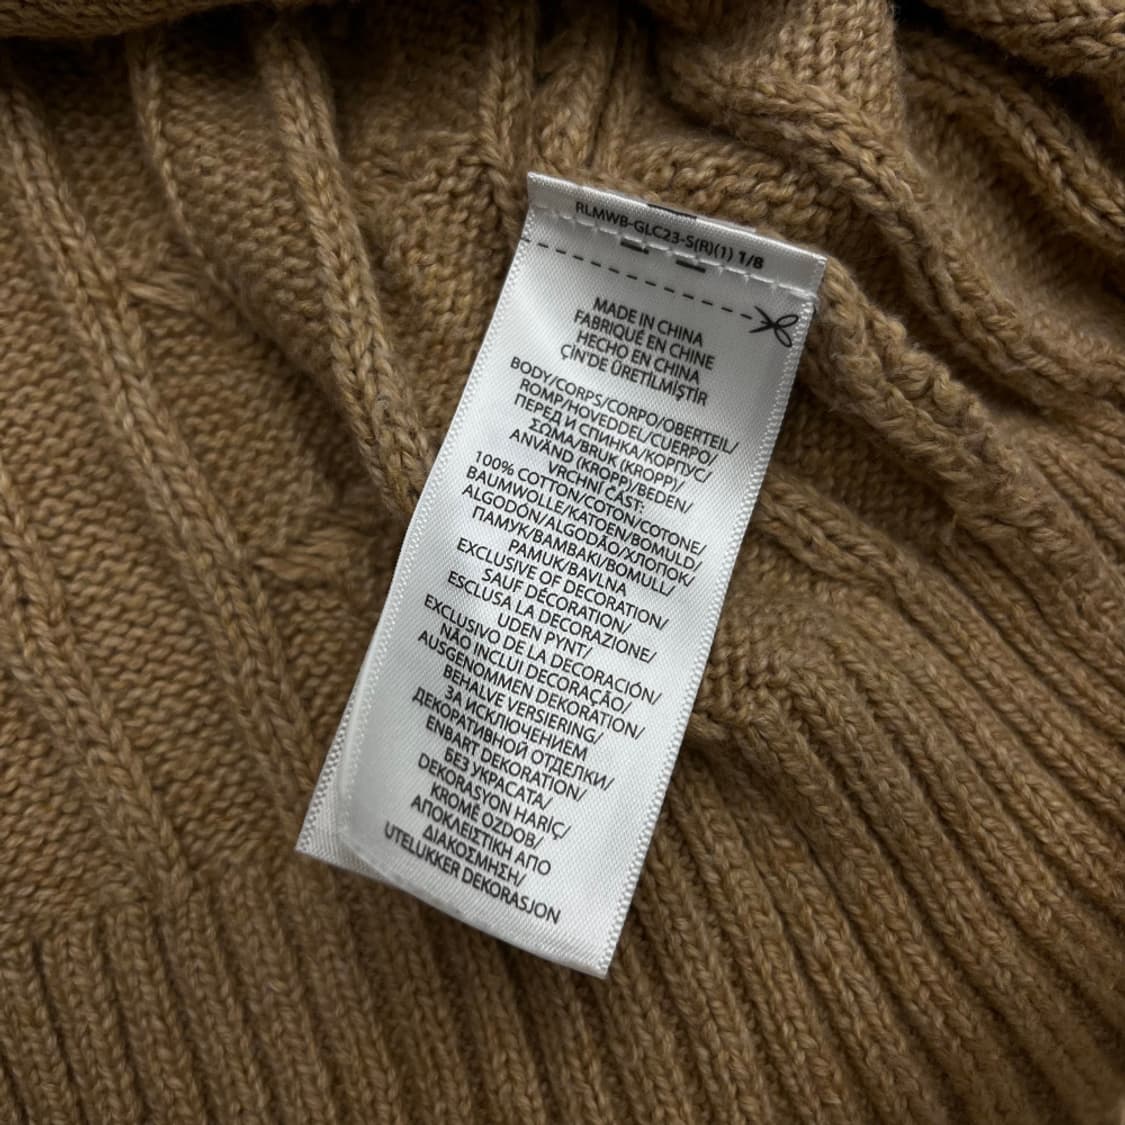 RLMWB-GLC23-S(R)(1) 1/8
MADE IN CHINA
FABRIQUÉ EN CHINE
HECHO EN CHINA
ÇİN'DE ÜRETİLMİŞTİR
BODY/CORPS/CORPO/OBERTEIL/
ROMP/HOVEDDEL/CUERPO/
ПЕРЕД И СПИНКА/КОРПУС/
ΣΩΜΑ/BRUK (KROPP)/
ANVÄND (KROPP)/BEDEN/
VRCHNI ČÁST:
100% COTTON/COTON/COTONE/
BAUMWOLLE/KATOEN/BOMULD/
ALGODÓN/ALGODÃO/ХЛОПОК/
ПАМУК/BAMBAKI/BOMULL/
PAMUK/BAVLNA
EXCLUSIVE OF DECORATION/
SAUF DÉCORATION/
ESCLUSA LA DECORAZIONE/
UDEN PYNT/
EXCLUSIVO DE LA DECORACIÓN/
NÃO INCLUI DECORAÇÃO/
AUSGENOMMEN DEKORATION/
BEHALVE VERSIERING/
ЗА ИСКЛЮЧЕНИЕМ
ДЕКОРАТИВНОЙ ОТДЕЛКИ/
ENBART DEKORATION/
БЕЗ УКРАСАТА/
DEKORASYON HARİÇ/
KROMĚ OZDOB/
ΑΠΟΚΛΕΙΣΤΙΚΗ ΑΠΟ
ΔΙΑΚΟΣΜΗΣΗ/
UTELUKKER DEKORASJON